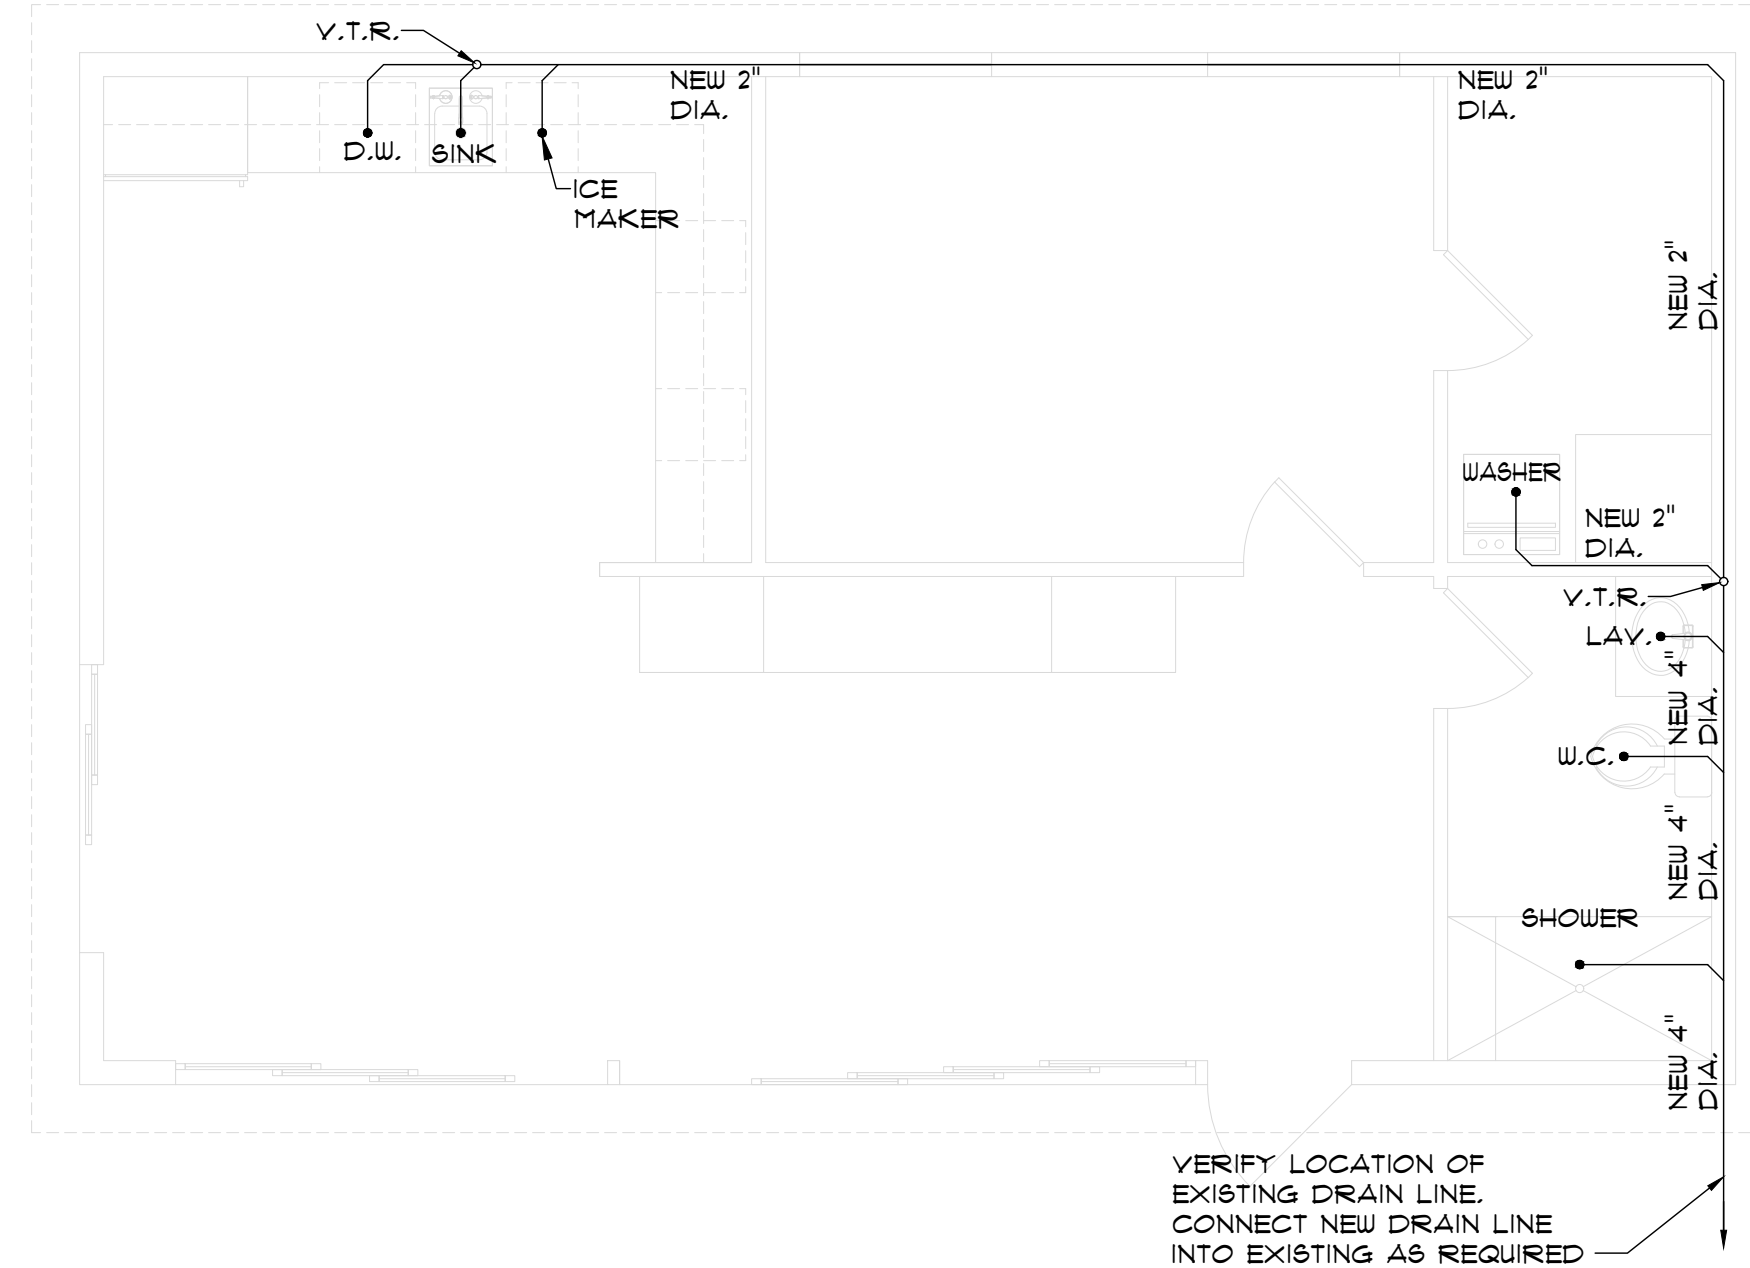 V.T.R.
NEW 2"
DIA.
NEW 2"
DIA.
D.W.
SINK
ICE
MAKER
NEW 2"
DIA.
WASHER
NEW 2"
DIA.
V.T.R.
LAV.
NEW 4"
DIA.
W.C.
NEW 4"
DIA.
SHOWER
NEW 4"
DIA.
VERIFY LOCATION OF
EXISTING DRAIN LINE.
CONNECT NEW DRAIN LINE
INTO EXISTING AS REQUIRED